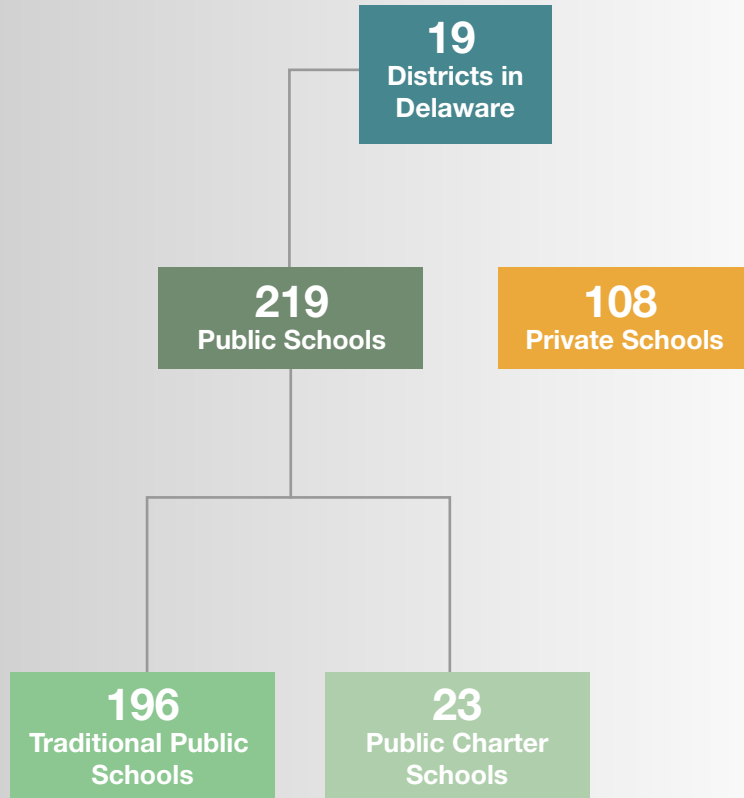 19
Districts in
Delaware
219
Public Schools
108
Private Schools
196
Traditional Public
Schools
23
Public Charter
Schools